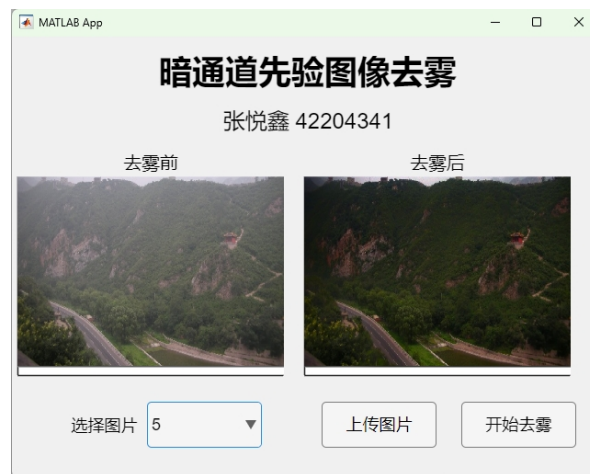 MATLAB App
暗通道先验图像去雾
张悦鑫 42204341
去雾前 去雾后
选择图片 5 上传图片 开始去雾